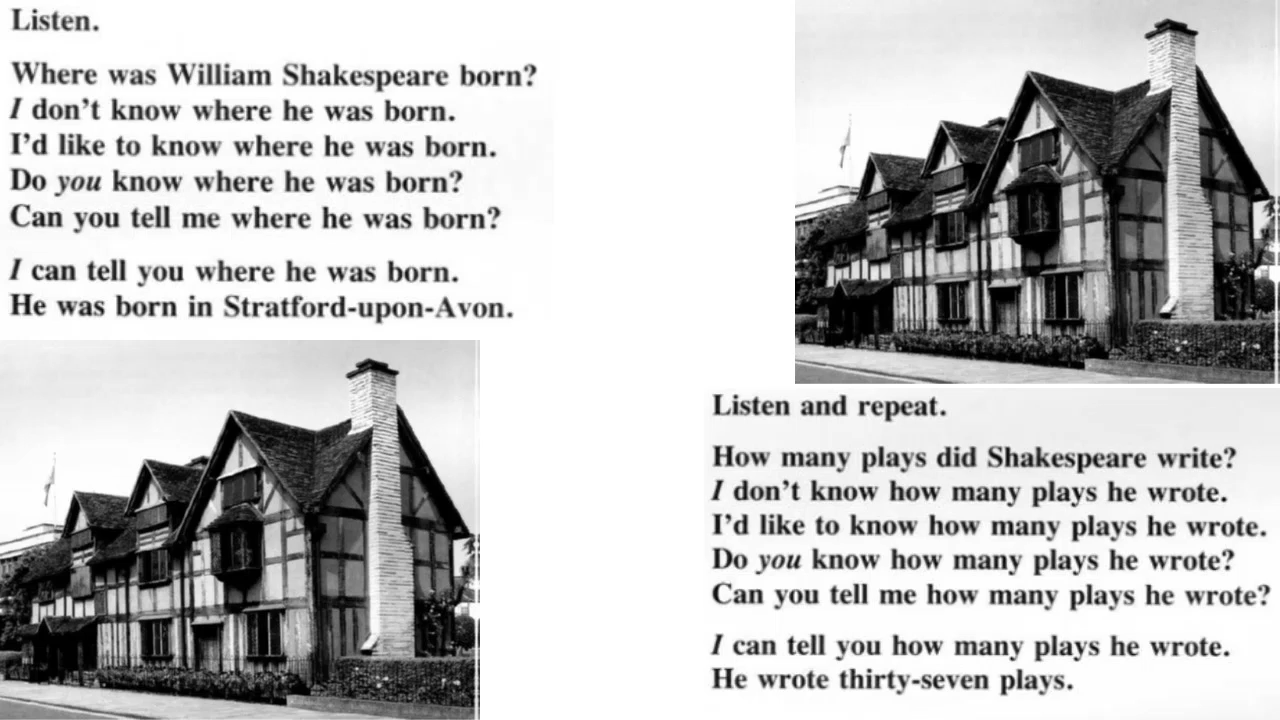 Listen.
Where was William Shakespeare born?
I don't know where he was born.
I'd like to know where he was born.
Do you know where he was born?
Can you tell me where he was born?
I can tell you where he was born.
He was born in Stratford-upon-Avon.
Listen and repeat.
How many plays did Shakespeare write?
I don't know how many plays he wrote.
I'd like to know how many plays he wrote.
Do you know how many plays he wrote?
Can you tell me how many plays he wrote?
I can tell you how many plays he wrote.
He wrote thirty-seven plays.